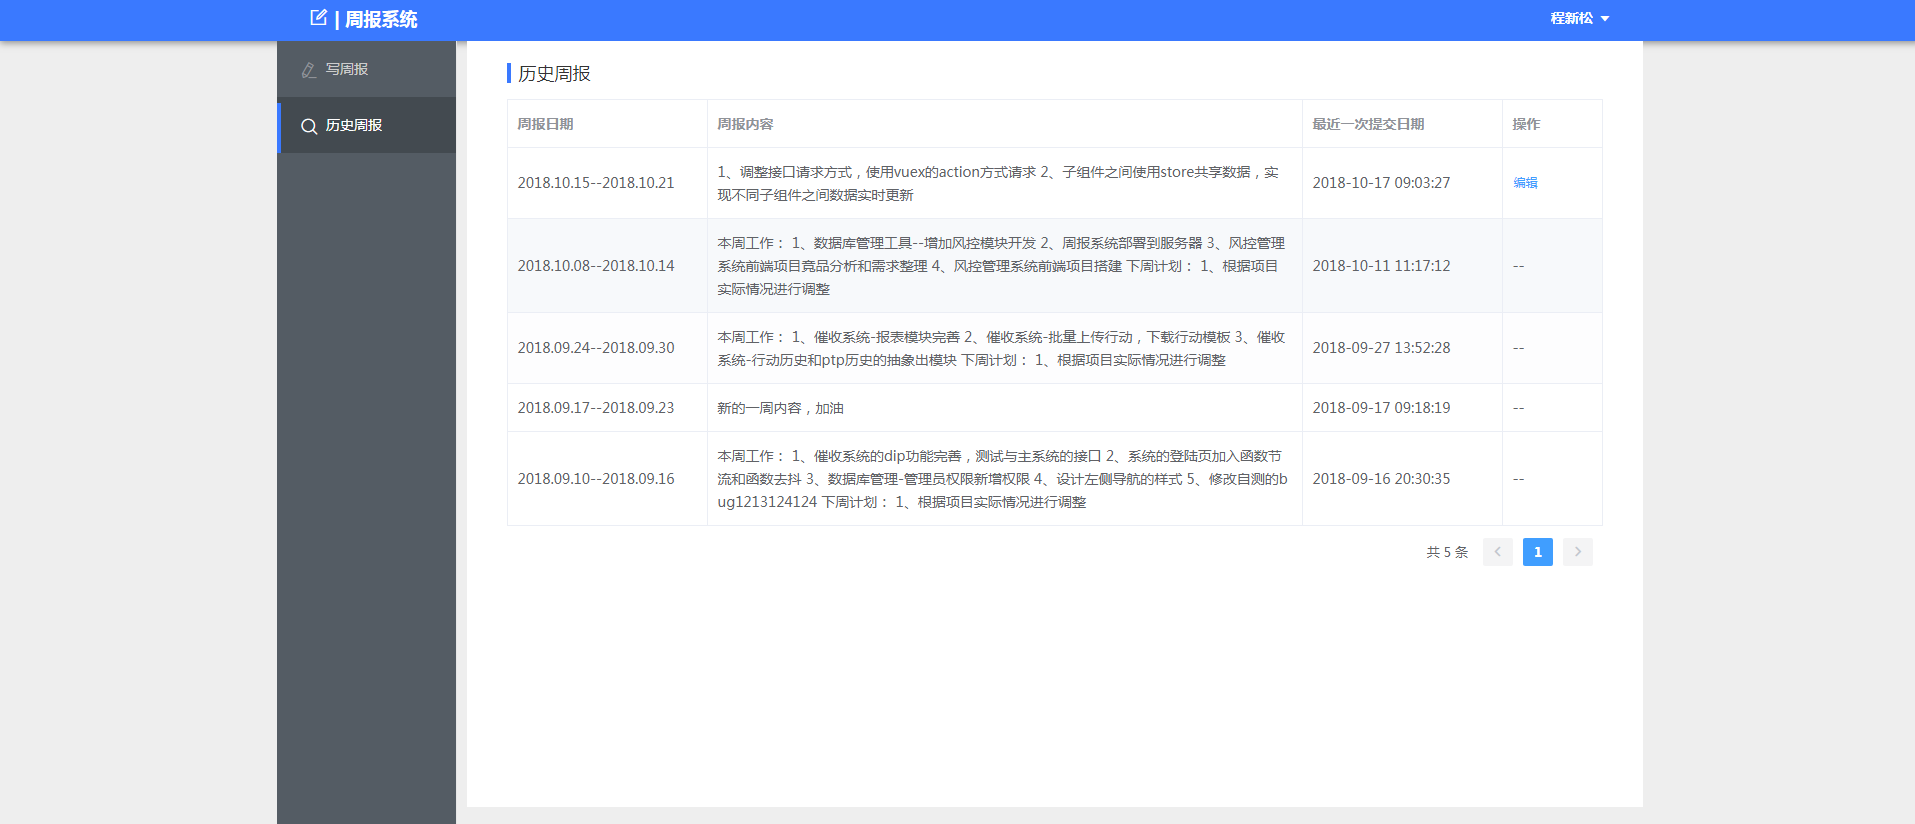 | 周报系统
程新松
写周报
历史周报
历史周报
周报日期 周报内容 最近一次提交日期 操作
2018.10.15--2018.10.21
1、调整接口请求方式，使用vuex的action方式请求 2、子组件之间使用store共享数据，实
现不同子组件之间数据实时更新
2018-10-17 09:03:27
编辑
2018.10.08--2018.10.14
本周工作： 1、数据库管理工具--增加风控模块开发 2、周报系统部署到服务器 3、风控管理
系统前端项目竞品分析和需求整理 4、风控管理系统前端项目搭建 下周计划： 1、根据项目
实际情况进行调整
2018-10-11 11:17:12
--
2018.09.24--2018.09.30
本周工作： 1、催收系统-报表模块完善 2、催收系统-批量上传行动，下载行动模板 3、催收
系统-行动历史和ptp历史的抽象出模块 下周计划： 1、根据项目实际情况进行调整
2018-09-27 13:52:28
--
2018.09.17--2018.09.23
新的一周内容，加油
2018-09-17 09:18:19
--
2018.09.10--2018.09.16
本周工作： 1、催收系统的dip功能完善，测试与主系统的接口 2、系统的登陆页加入函数节
流和函数去抖 3、数据库管理-管理员权限新增权限 4、设计左侧导航的样式 5、修改自测的b
ug1213124124 下周计划： 1、根据项目实际情况进行调整
2018-09-16 20:30:35
--
共 5 条 1